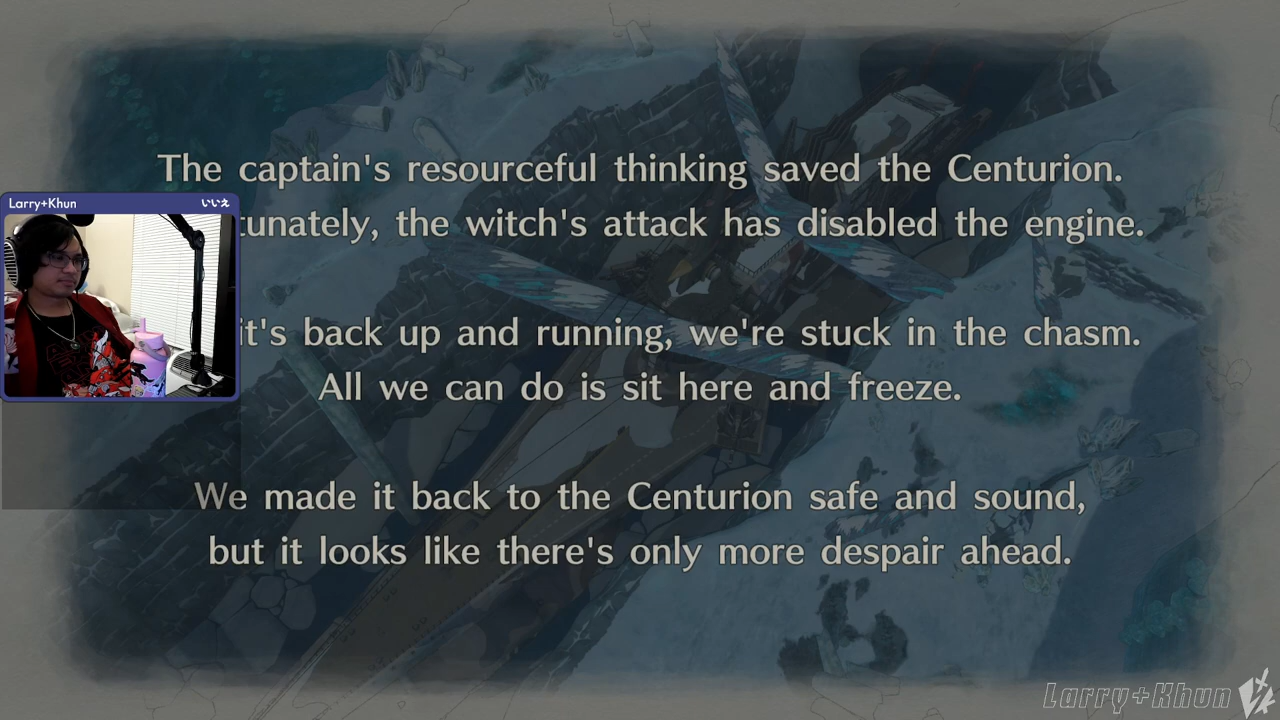 The captain's resourceful thinking saved the Centurion.
tunately, the witch's attack has disabled the engine.
it's back up and running, we're stuck in the chasm.
All we can do is sit here and freeze.
We made it back to the Centurion safe and sound,
but it looks like there's only more despair ahead.
Larry+Khun いいえ
Larry+Khun